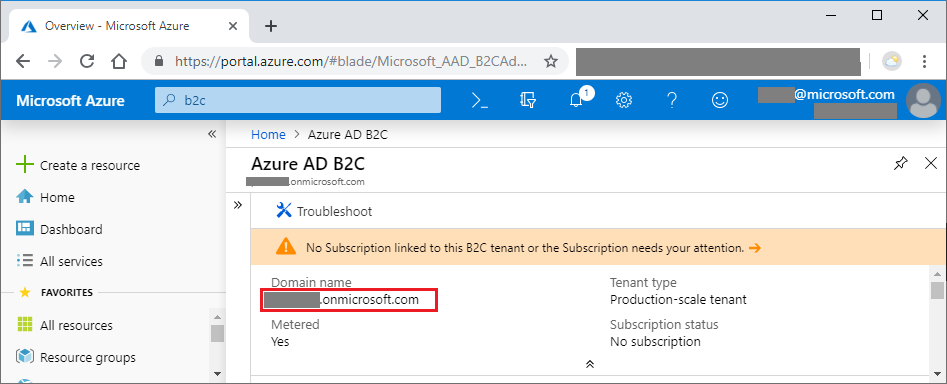 Overview - Microsoft Azure
https://portal.azure.com/#blade/Microsoft_AAD_B2CAd...
Microsoft Azure
b2c
1
@microsoft.com
Home > Azure AD B2C
Create a resource
Azure AD B2C
.onmicrosoft.com
Home
Troubleshoot
Dashboard
No Subscription linked to this B2C tenant or the Subscription needs your attention. →
All services
FAVORITES
Domain name
Tenant type
.onmicrosoft.com
Production-scale tenant
All resources
Metered
Subscription status
Yes
No subscription
Resource groups